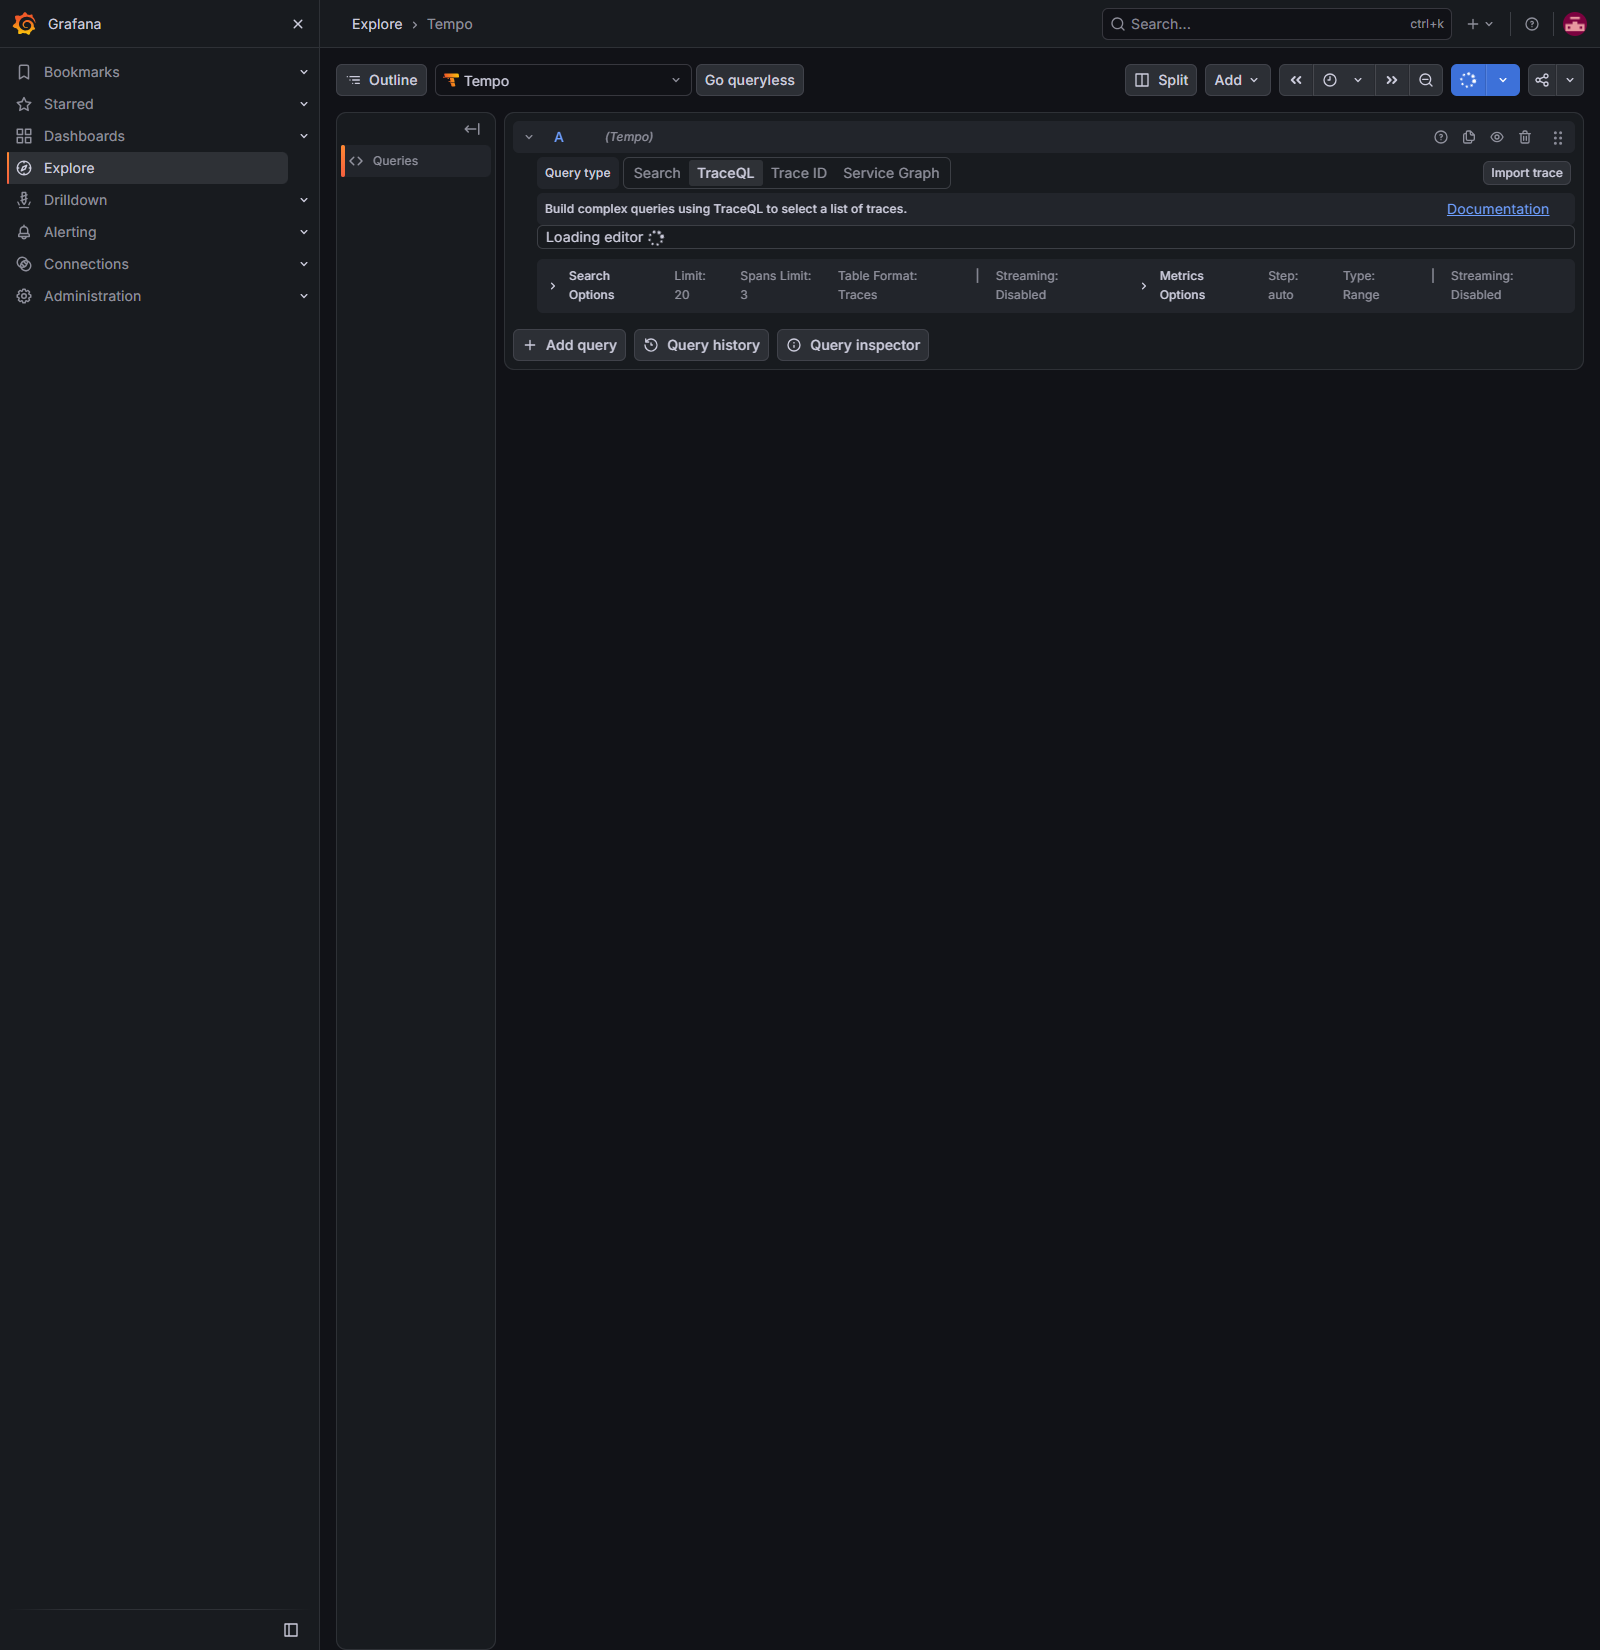 Grafana
Explore › Tempo
Search...
ctrl+k
Bookmarks
Starred
Dashboards
Explore
Drilldown
Alerting
Connections
Administration
Outline
Tempo
Go queryless
Split
Add
Queries
A
(Tempo)
Query type
Search
TraceQL
Trace ID
Service Graph
Import trace
Build complex queries using TraceQL to select a list of traces.
Documentation
Loading editor
Search Options
Limit: 20
Spans Limit: 3
Table Format: Traces
|
Streaming: Disabled
Metrics Options
Step: auto
Type: Range
|
Streaming: Disabled
Add query
Query history
Query inspector